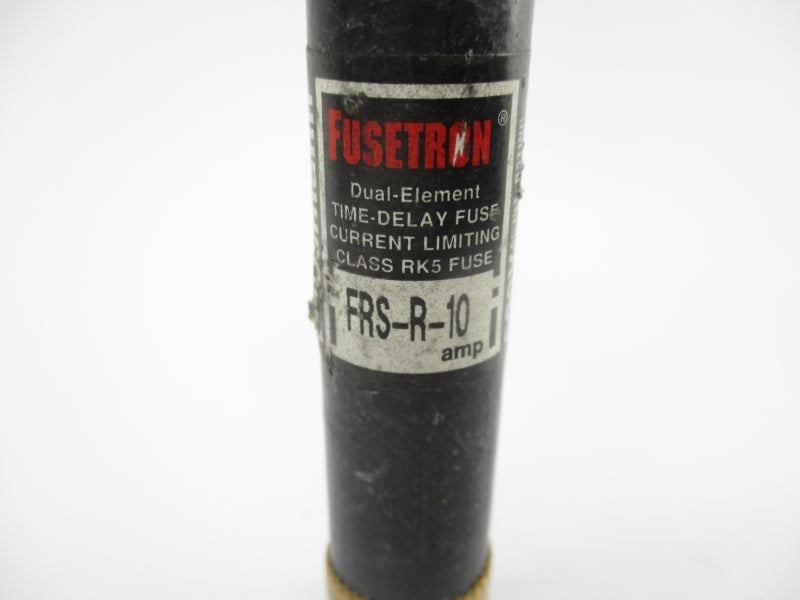 FUSETRON®
Dual-Element
TIME-DELAY FUSE
CURRENT LIMITING
CLASS RK5 FUSE
FRS-R-10
amp